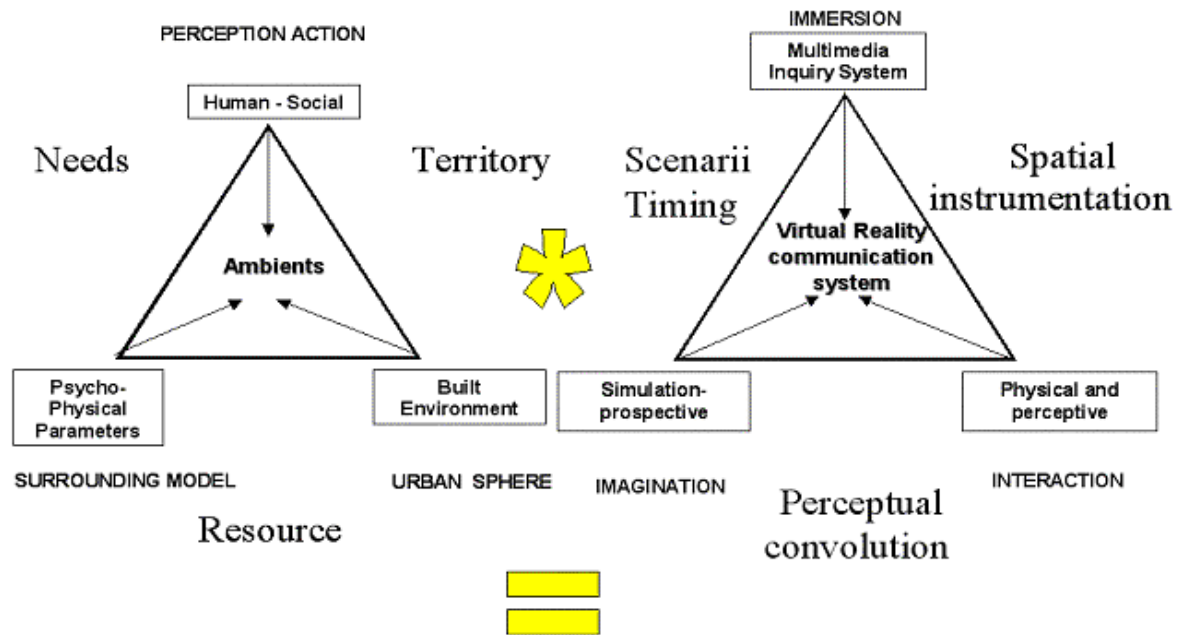 PERCEPTION ACTION
Human - Social
Needs
Territory
Ambients
Psycho-
Physical
Parameters
Built
Environment
SURROUNDING MODEL
URBAN SPHERE
Resource
IMMERSION
Multimedia
Inquiry System
Scenarii
Timing
Spatial
instrumentation
Virtual Reality
communication
system
Simulation-
prospective
Physical and
perceptive
IMAGINATION
INTERACTION
Perceptual
convolution